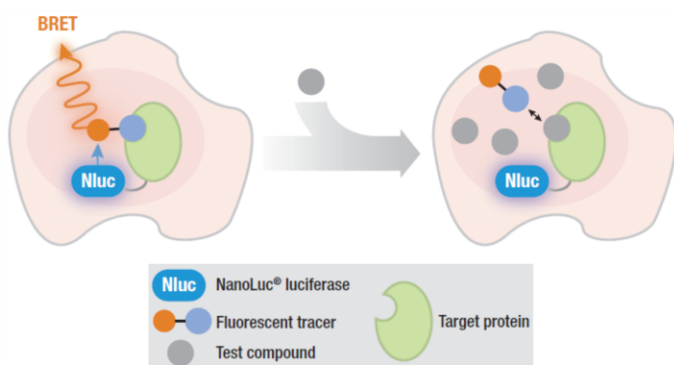 BRET
Nluc
Nluc
Nluc NanoLuc® luciferase
Fluorescent tracer
Target protein
Test compound